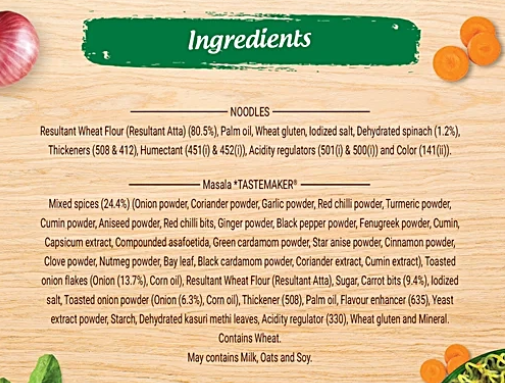 Ingredients
NOODLES
Resultant Wheat Flour (Resultant Atta) (80.5%), Palm oil, Wheat gluten, Iodized salt, Dehydrated spinach (1.2%),
Thickeners (508 & 412), Humectant (451(i) & 452(i)), Acidity regulators (501(i) & 500(i)) and Color (141(ii)).
Masala *TASTEMAKER®
Mixed spices (24.4%) (Onion powder, Coriander powder, Garlic powder, Red chilli powder, Turmeric powder,
Cumin powder, Aniseed powder, Red chilli bits, Ginger powder, Black pepper powder, Fenugreek powder, Cumin,
Capsicum extract, Compounded asafoetida, Green cardamom powder, Star anise powder, Cinnamon powder,
Clove powder, Nutmeg powder, Bay leaf, Black cardamom powder, Coriander extract, Cumin extract), Toasted
onion flakes (Onion (13.7%), Corn oil), Resultant Wheat Flour (Resultant Atta), Sugar, Carrot bits (9.4%), Iodized
salt, Toasted onion powder (Onion (6.3%), Corn oil), Thickener (508), Palm oil, Flavour enhancer (635), Yeast
extract powder, Starch, Dehydrated kasuri methi leaves, Acidity regulator (330), Wheat gluten and Mineral.
Contains Wheat.
May contains Milk, Oats and Soy.